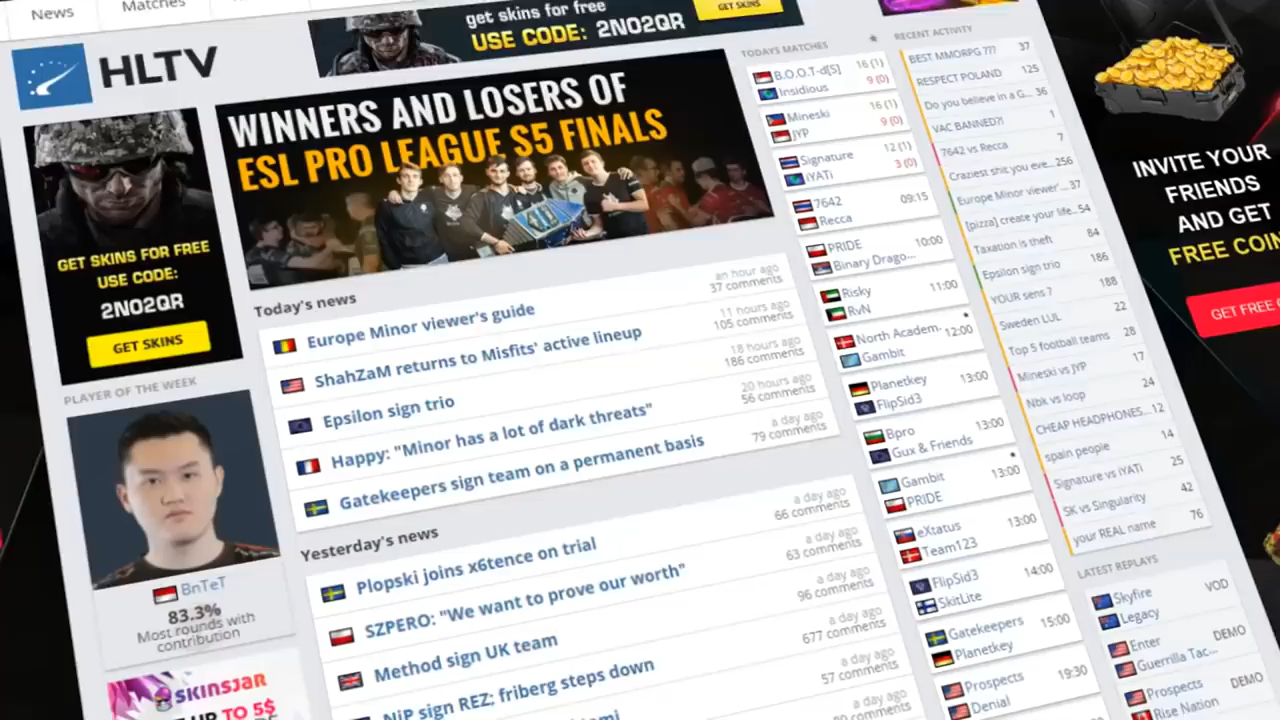 News
Matches
HLTV
get skins for free
USE CODE: 2NO2QR
GET SKINS
GET SKINS FOR FREE
USE CODE:
2NO2QR
GET SKINS
PLAYER OF THE WEEK
BnTeT
83.3%
Most rounds with
contribution
SKINSJAR
UP TO 5$
WINNERS AND LOSERS OF
ESL PRO LEAGUE S5 FINALS
Today's news
Europe Minor viewer's guide
an hour ago
37 comments
ShahZaM returns to Misfits' active lineup
11 hours ago
105 comments
Epsilon sign trio
18 hours ago
186 comments
Happy: "Minor has a lot of dark threats"
20 hours ago
56 comments
Gatekeepers sign team on a permanent basis
a day ago
79 comments
Yesterday's news
Plopski joins x6tence on trial
a day ago
66 comments
SZPERO: "We want to prove our worth"
a day ago
63 comments
Method sign UK team
a day ago
96 comments
NiP sign REZ; friberg steps down
a day ago
677 comments
a day ago
57 comments
a day ago
comments
TODAYS MATCHES
B.O.O.T-d[S] 16 (1)
Insidious 9 (0)
Mineski 16 (1)
JYP 9 (0)
Signature 12 (1)
iYATi 3 (0)
7642
Recca
09:15
PRIDE
Binary Drago...
10:00
Risky
RvN
11:00
North Academ-
Gambit
12:00
Planetkey
FlipSid3
13:00
Bpro
Gux & Friends
13:00
Gambit
PRIDE
13:00
eXtatus
Team123
13:00
FlipSid3
SkitLite
14:00
Gatekeepers
Planetkey
15:00
Prospects
Denial
19:30
RECENT ACTIVITY
BEST MMORPG ??? 37
RESPECT POLAND 125
Do you believe in a G... 36
VAC BANNED?! 1
7642 vs Recca 7
Craziest shit you eve... 256
Europe Minor viewer'... 37
[pizza] create your life... 54
Taxation is theft 84
Epsilon sign trio 186
YOUR sens ? 188
Sweden LUL 22
Top 5 football teams 28
Mineski vs JYP 17
Nbk vs loop 24
CHEAP HEADPHONES... 12
spain people 14
Signature vs iYATi 25
SK vs Singularity 42
your REAL name 76
LATEST REPLAYS
Skyfire
Legacy
VOD
Enter
Guerrilla Tac...
DEMO
Prospects
Rise Nation
DEMO
INVITE YOUR
FRIENDS
AND GET
FREE COIN
GET FREE